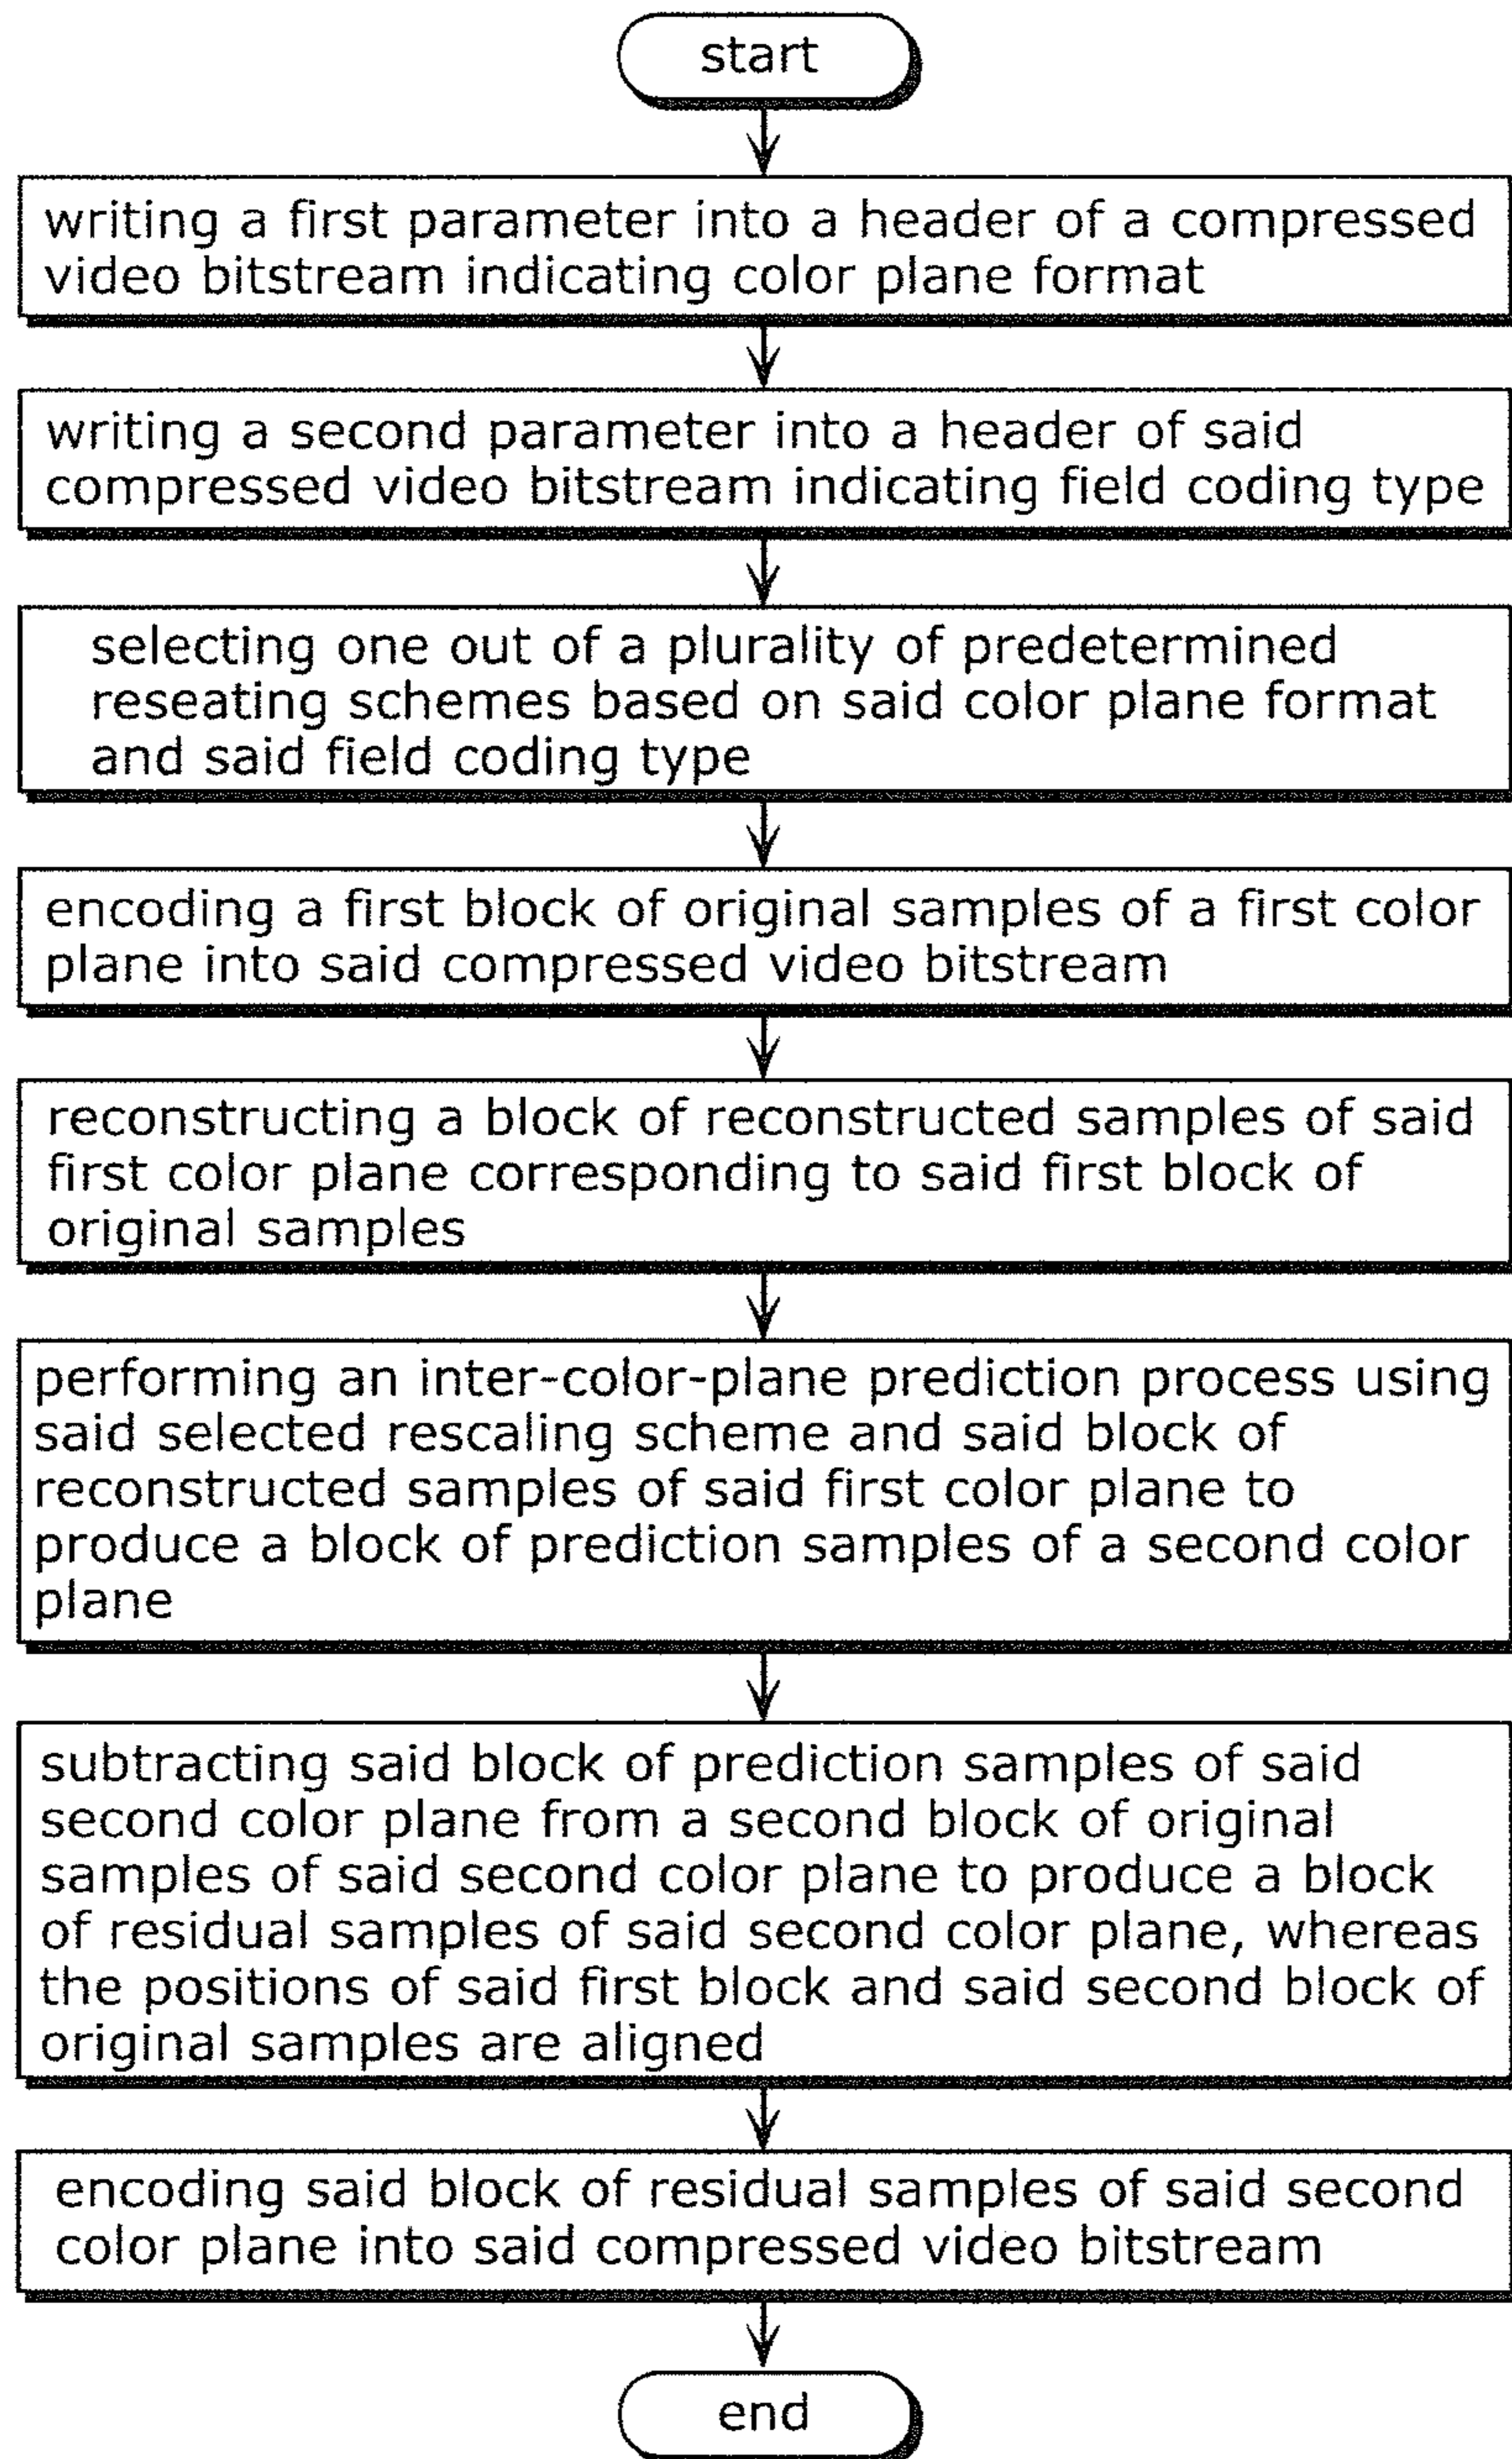 start
writing a first parameter into a header of a compressed
video bitstream indicating color plane format
writing a second parameter into a header of said
compressed video bitstream indicating field coding type
selecting one out of a plurality of predetermined
reseating schemes based on said color plane format
and said field coding type
encoding a first block of original samples of a first color
plane into said compressed video bitstream
reconstructing a block of reconstructed samples of said
first color plane corresponding to said first block of
original samples
performing an inter-color-plane prediction process using
said selected rescaling scheme and said block of
reconstructed samples of said first color plane to
produce a block of prediction samples of a second color
plane
subtracting said block of prediction samples of said
second color plane from a second block of original
samples of said second color plane to produce a block
of residual samples of said second color plane, whereas
the positions of said first block and said second block of
original samples are aligned
encoding said block of residual samples of said second
color plane into said compressed video bitstream
end